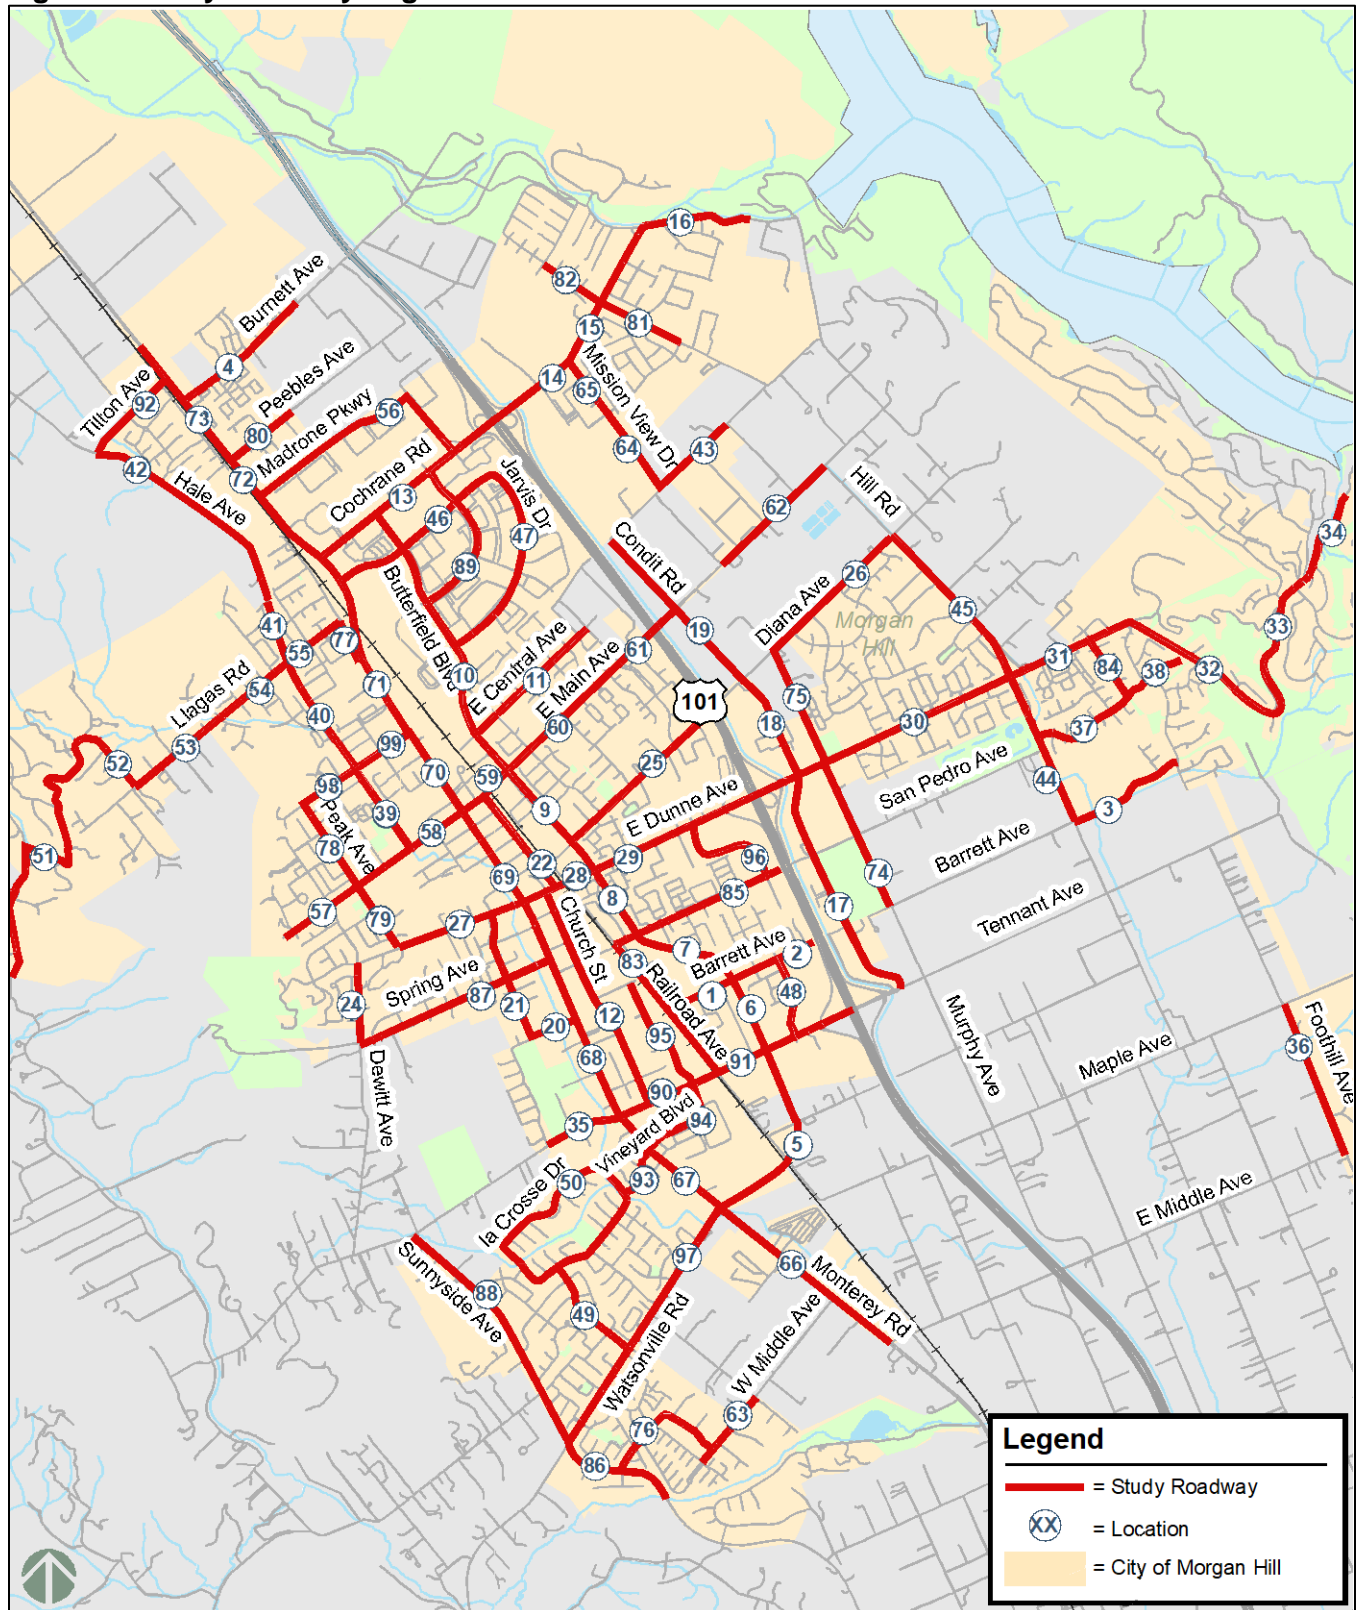 16
82
Burnett Ave
15
81
4
Peebles Ave
Mission View Dr
14
65
Tilton Ave
92
73
Madrone Pkwy
56
80
64
43
42
72
Hale Ave
Cochrane Rd
13
Jarvis Dr
46
47
62
Hill Rd
34
Condit Rd
89
Butterfield Blvd
26
Diana Ave
45
Morgan
Hill
41
77
19
33
55
E Central Ave
E Main Ave
61
31
84
38
32
Llagas Rd
54
71
10
11
101
75
40
60
18
30
37
53
52
99
25
San Pedro Ave
70
59
44
98
9
E Dunne Ave
3
Peak Ave
39
58
78
Barrett Ave
51
22
29
96
28
69
74
8
85
Tennant Ave
57
79
27
17
Church St
7
Barrett Ave
2
83
Spring Ave
87
Railroad Ave
1
48
24
21
6
12
20
95
Murphy Ave
Foothill Ave
36
Dewitt Ave
68
91
Maple Ave
90
94
35
Vineyard Blvd
5
la Crosse Dr
50
93
67
E Middle Ave
Sunnyside Ave
97
66
88
Monterey Rd
49
Watsonville Rd
W Middle Ave
63
76
86
Legend
= Study Roadway
XX = Location
= City of Morgan Hill